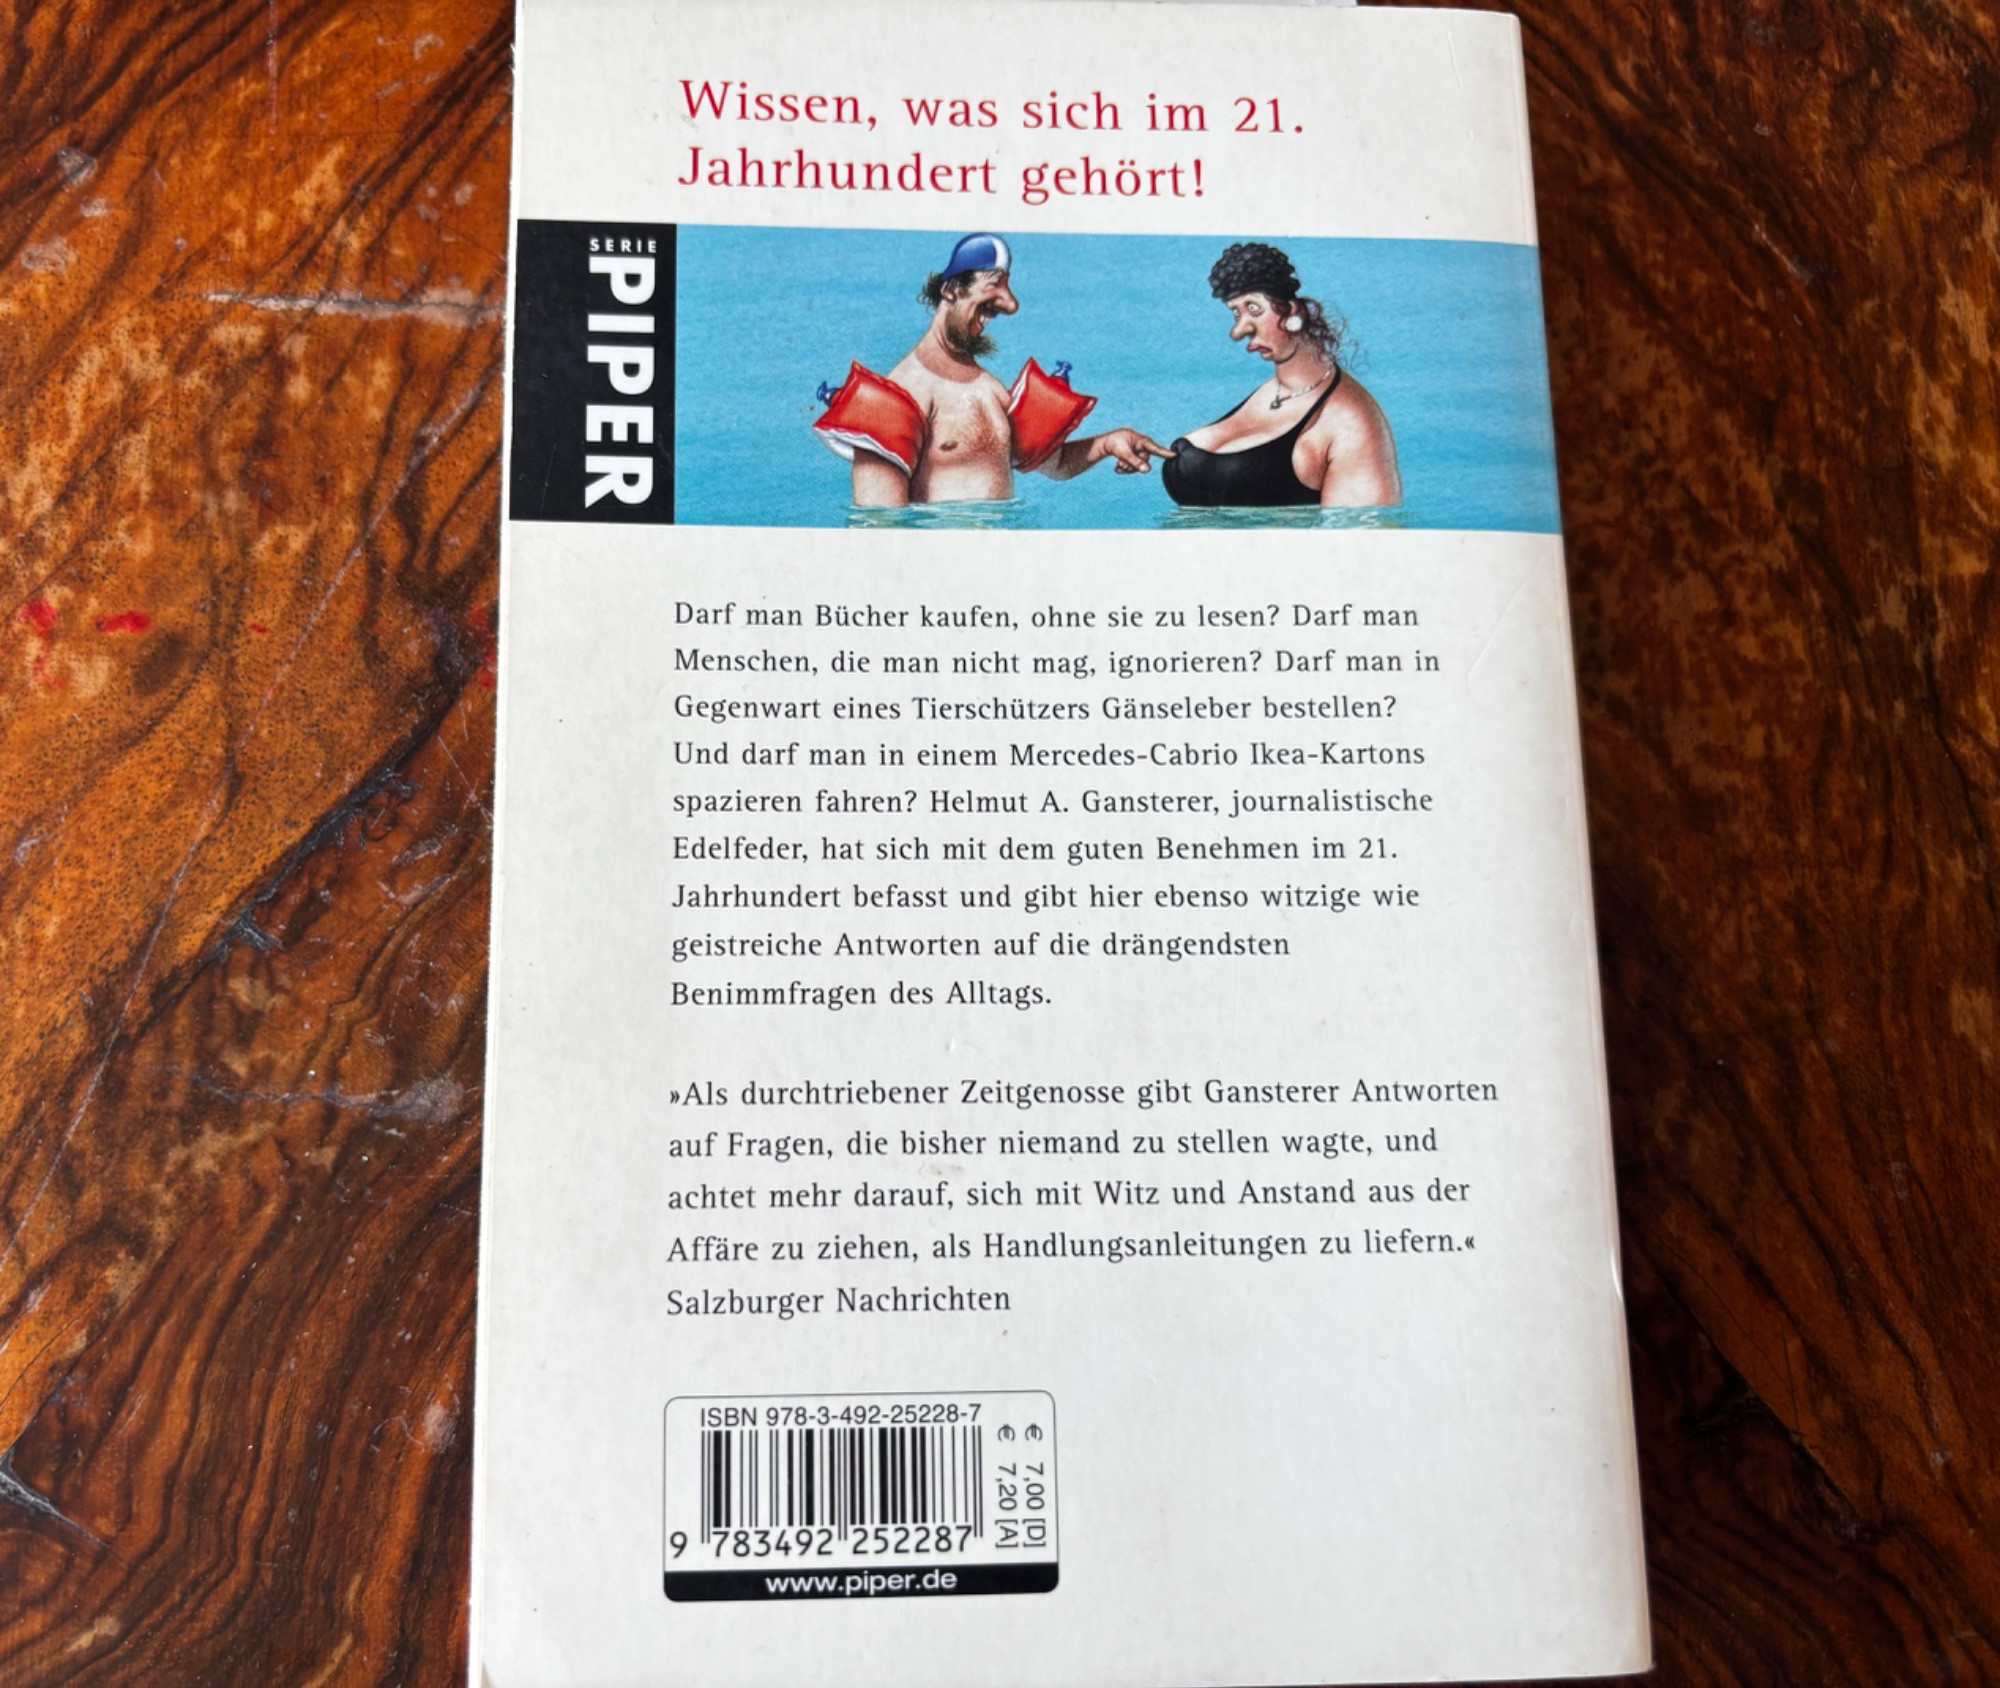 Wissen, was sich im 21.
Jahrhundert gehört!
SERIE
PIPER
Darf man Bücher kaufen, ohne sie zu lesen? Darf man
Menschen, die man nicht mag, ignorieren? Darf man in
Gegenwart eines Tierschützers Gänseleber bestellen?
Und darf man in einem Mercedes-Cabrio Ikea-Kartons
spazieren fahren? Helmut A. Gansterer, journalistische
Edelfeder, hat sich mit dem guten Benehmen im 21.
Jahrhundert befasst und gibt hier ebenso witzige wie
geistreiche Antworten auf die drängendsten
Benimmfragen des Alltags.
»Als durchtriebener Zeitgenosse gibt Gansterer Antworten
auf Fragen, die bisher niemand zu stellen wagte, und
achtet mehr darauf, sich mit Witz und Anstand aus der
Affäre zu ziehen, als Handlungsanleitungen zu liefern.«
Salzburger Nachrichten
ISBN 978-3-492-25228-7
€ 7,00 [D]
€ 7,20 [A]
9 783492 252287
www.piper.de